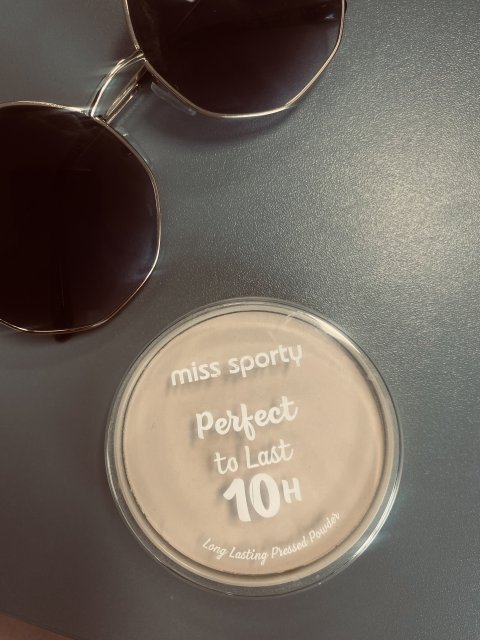 miss sporty
Perfect
to Last
10H
Long Lasting Pressed Powder